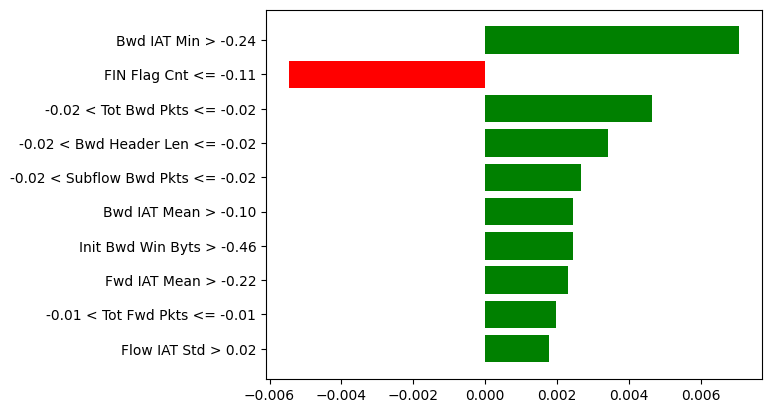 Bwd IAT Min > -0.24
FIN Flag Cnt <= -0.11
-0.02 < Tot Bwd Pkts <= -0.02
-0.02 < Bwd Header Len <= -0.02
-0.02 < Subflow Bwd Pkts <= -0.02
Bwd IAT Mean > -0.10
Init Bwd Win Byts > -0.46
Fwd IAT Mean > -0.22
-0.01 < Tot Fwd Pkts <= -0.01
Flow IAT Std > 0.02
−0.006 −0.004 −0.002 0.000 0.002 0.004 0.006